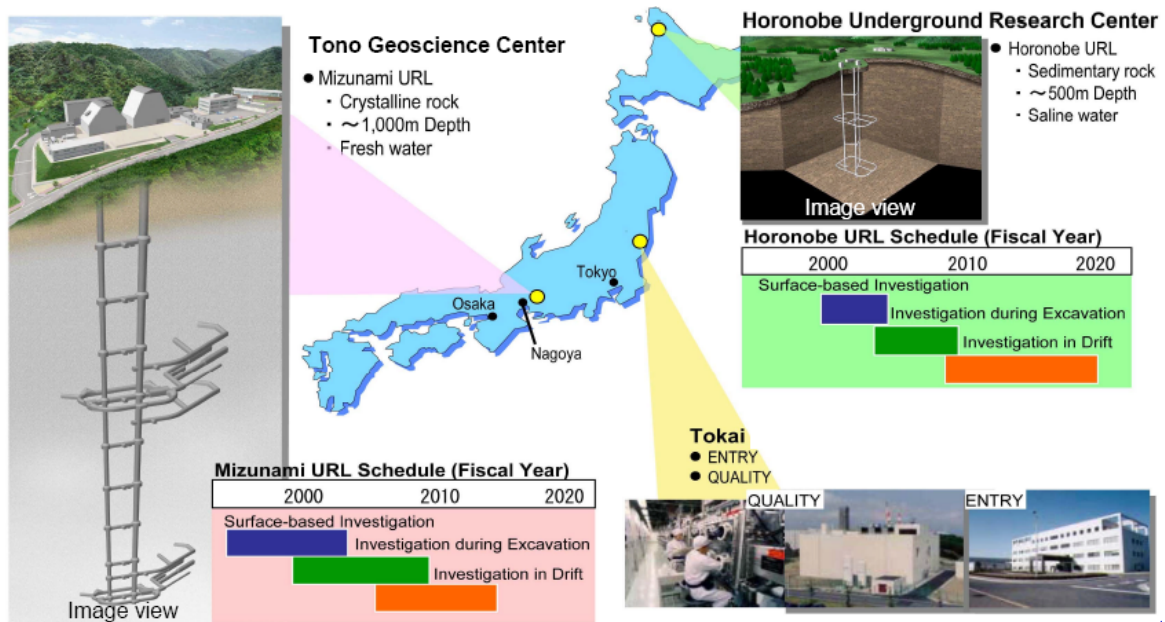 Tono Geoscience Center
● Mizunami URL
・ Crystalline rock
・ ～1,000m Depth
・ Fresh water
Image view
Horonobe Underground Research Center
● Horonobe URL
・ Sedimentary rock
・ ～500m Depth
・ Saline water
Image view
Tokyo
Osaka
Nagoya
Horonobe URL Schedule (Fiscal Year)
2000 2010 2020
Surface-based Investigation
Investigation during Excavation
Investigation in Drift
Mizunami URL Schedule (Fiscal Year)
2000 2010 2020
Surface-based Investigation
Investigation during Excavation
Investigation in Drift
Tokai
● ENTRY
● QUALITY
QUALITY
ENTRY